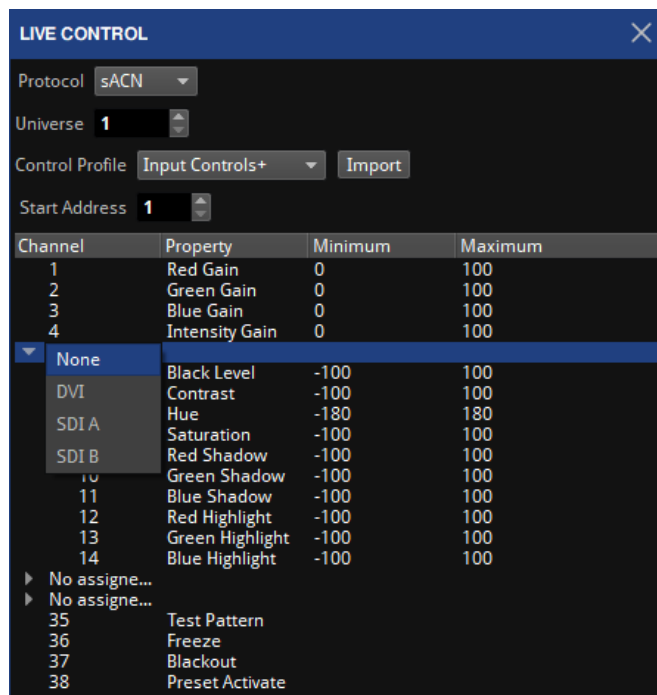 LIVE CONTROL
Protocol sACN
Universe 1
Control Profile Input Controls+ Import
Start Address 1
Channel Property Minimum Maximum
1 Red Gain 0 100
2 Green Gain 0 100
3 Blue Gain 0 100
4 Intensity Gain 0 100
None
Black Level -100 100
DVI
Contrast -100 100
Hue -180 180
SDI A
Saturation -100 100
SDI B
Red Shadow -100 100
10 Green Shadow -100 100
11 Blue Shadow -100 100
12 Red Highlight -100 100
13 Green Highlight -100 100
14 Blue Highlight -100 100
No assigne...
No assigne...
35 Test Pattern
36 Freeze
37 Blackout
38 Preset Activate